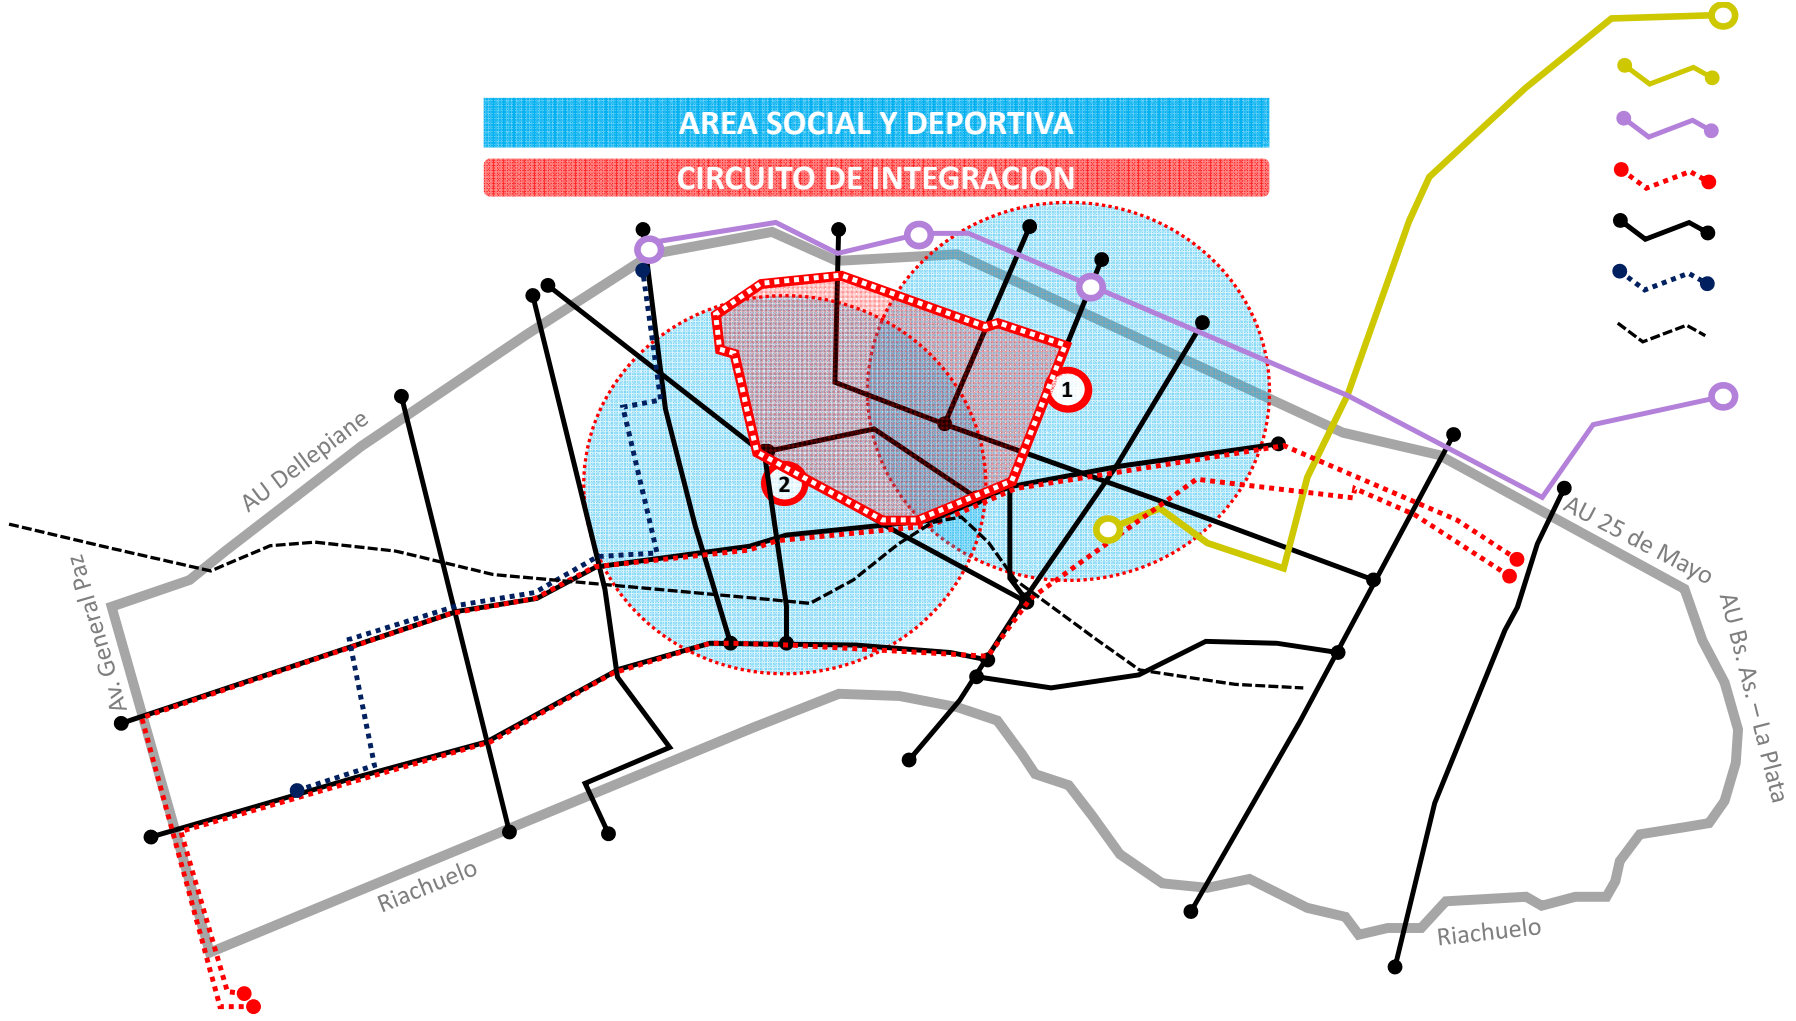 AREA SOCIAL Y DEPORTIVA
CIRCUITO DE INTEGRACION
1
2
AU Dellepiane
Av. General Paz
AU 25 de Mayo
AU Bs. As. – La Plata
Riachuelo
Riachuelo